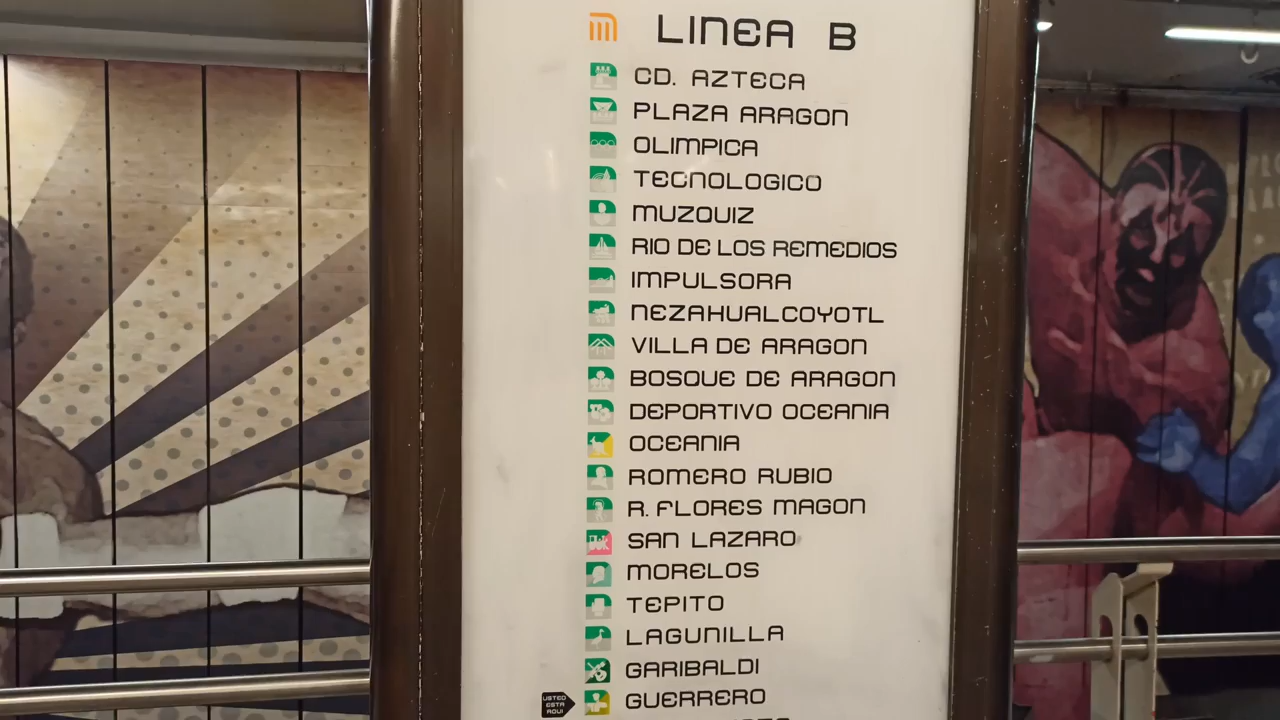 LINEA B
CD. AZTECA
PLAZA ARAGON
OLIMPICA
TECNOLOGICO
MUZQUIZ
RIO DE LOS REMEDIOS
IMPULSORA
NEZAHUALCOYOTL
VILLA DE ARAGON
BOSQUE DE ARAGON
DEPORTIVO OCEANIA
OCEANIA
ROMERO RUBIO
R. FLORES MAGON
SAN LAZARO
MORELOS
TEPITO
LAGUNILLA
GARIBALDI
USTED
ESTA
AQUI
GUERRERO